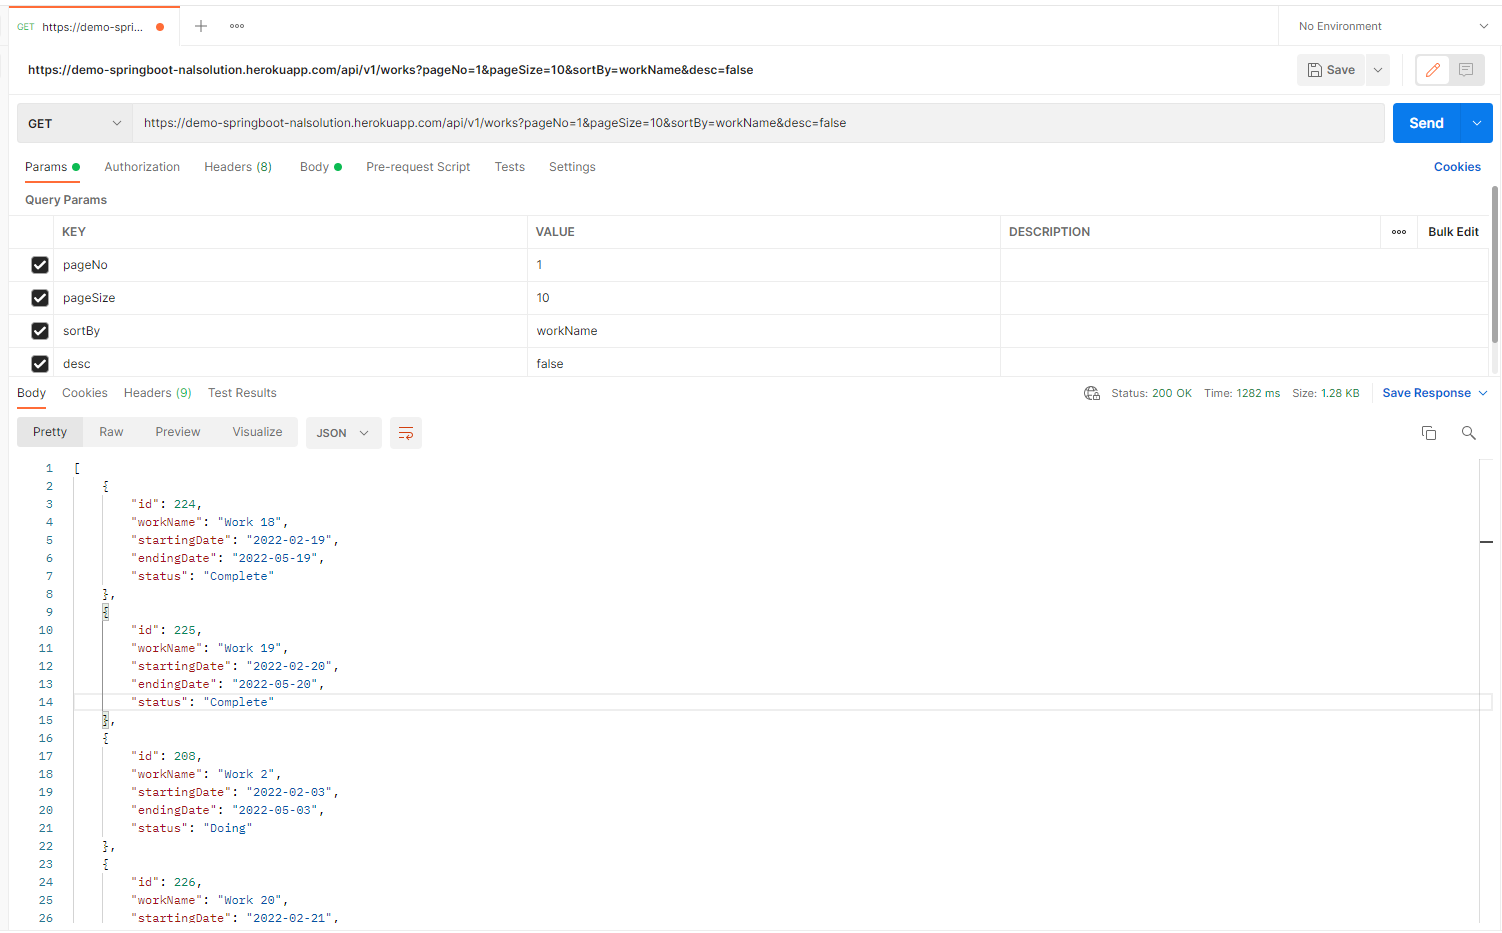 GET https://demo-spri...
No Environment
https://demo-springboot-nalsolution.herokuapp.com/api/v1/works?pageNo=1&pageSize=10&sortBy=workName&desc=false
Save
GET https://demo-springboot-nalsolution.herokuapp.com/api/v1/works?pageNo=1&pageSize=10&sortBy=workName&desc=false Send
Params Authorization Headers (8) Body Pre-request Script Tests Settings Cookies
Query Params
KEY VALUE DESCRIPTION Bulk Edit
pageNo 1
pageSize 10
sortBy workName
desc false
Body Cookies Headers (9) Test Results Status: 200 OK Time: 1282 ms Size: 1.28 KB Save Response
Pretty Raw Preview Visualize JSON
1 [
2 {
3 "id": 224,
4 "workName": "Work 18",
5 "startingDate": "2022-02-19",
6 "endingDate": "2022-05-19",
7 "status": "Complete"
8 },
9 {
10 "id": 225,
11 "workName": "Work 19",
12 "startingDate": "2022-02-20",
13 "endingDate": "2022-05-20",
14 "status": "Complete"
15 },
16 {
17 "id": 208,
18 "workName": "Work 2",
19 "startingDate": "2022-02-03",
20 "endingDate": "2022-05-03",
21 "status": "Doing"
22 },
23 {
24 "id": 226,
25 "workName": "Work 20",
26 "startingDate": "2022-02-21",